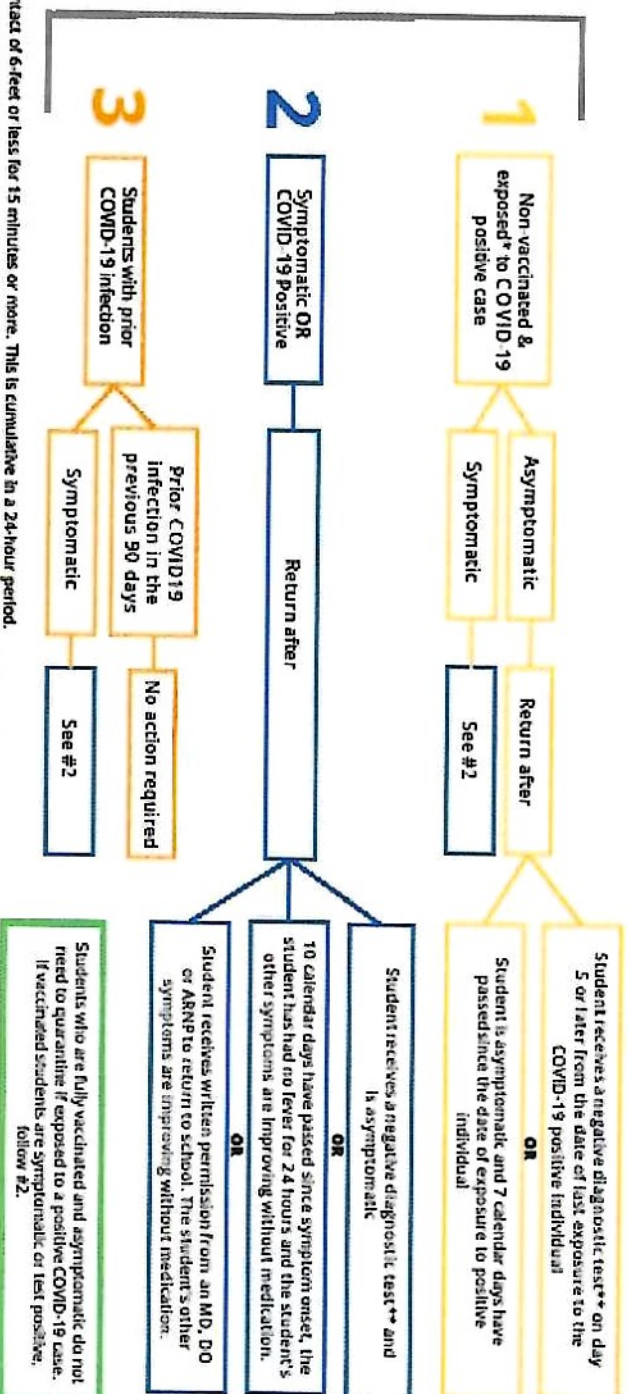 1
Non-vaccinated &
exposed* to COVID-19
positive case
Asymptomatic
Return after
Student receives a negative diagnostic test** on day
5 or later from the date of last exposure to the
COVID-19 positive individual
OR
Student is asymptomatic and 7 calendar days have
passed since the date of exposure to positive
individual
Symptomatic
See #2
2
Symptomatic OR
COVID-19 Positive
Return after
Student receives a negative diagnostic test** and
is asymptomatic
OR
10 calendar days have passed since symptom onset, the
student has had no fever for 24 hours and the student's
other symptoms are improving without medication.
OR
Student receives written permission from an MD, DO
or ARNP to return to school. The student's other
symptoms are improving without medication.
3
Students with prior
COVID-19 infection
Prior COVID19
infection in the
previous 90 days
No action required
Symptomatic
See #2
Students who are fully vaccinated and asymptomatic do not
need to quarantine if exposed to a positive COVID-19 case.
If vaccinated students are symptomatic or test positive,
follow #2.
of 6-feet or less for 15 minutes or more. This is cumulative in a 24-hour period.